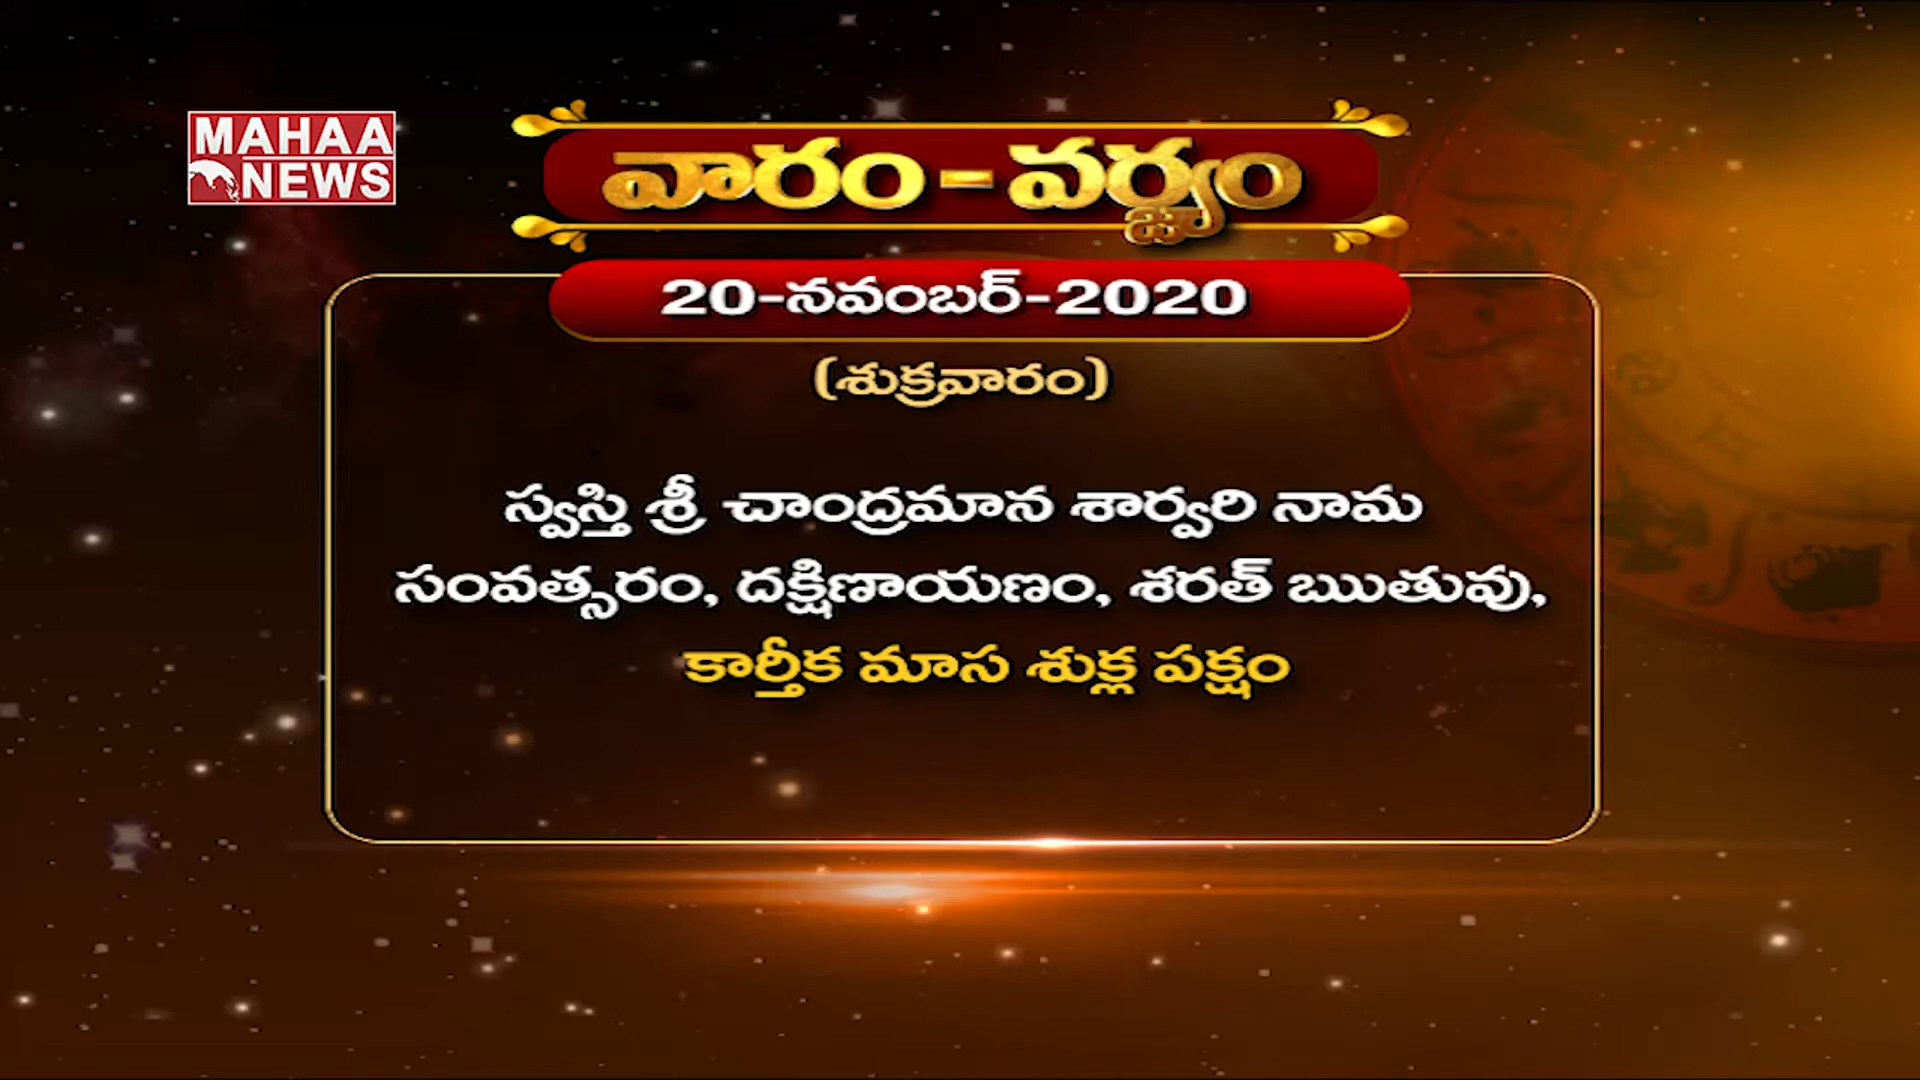 MAHAA
NEWS
వారం-వర్జ్యం
20-నవంబర్-2020
(శుక్రవారం)
స్వస్తి శ్రీ చాంద్రమాన శార్వరి నామ
సంవత్సరం, దక్షిణాయణం, శరత్ ఋతువు,
కార్తీక మాస శుక్ల పక్షం